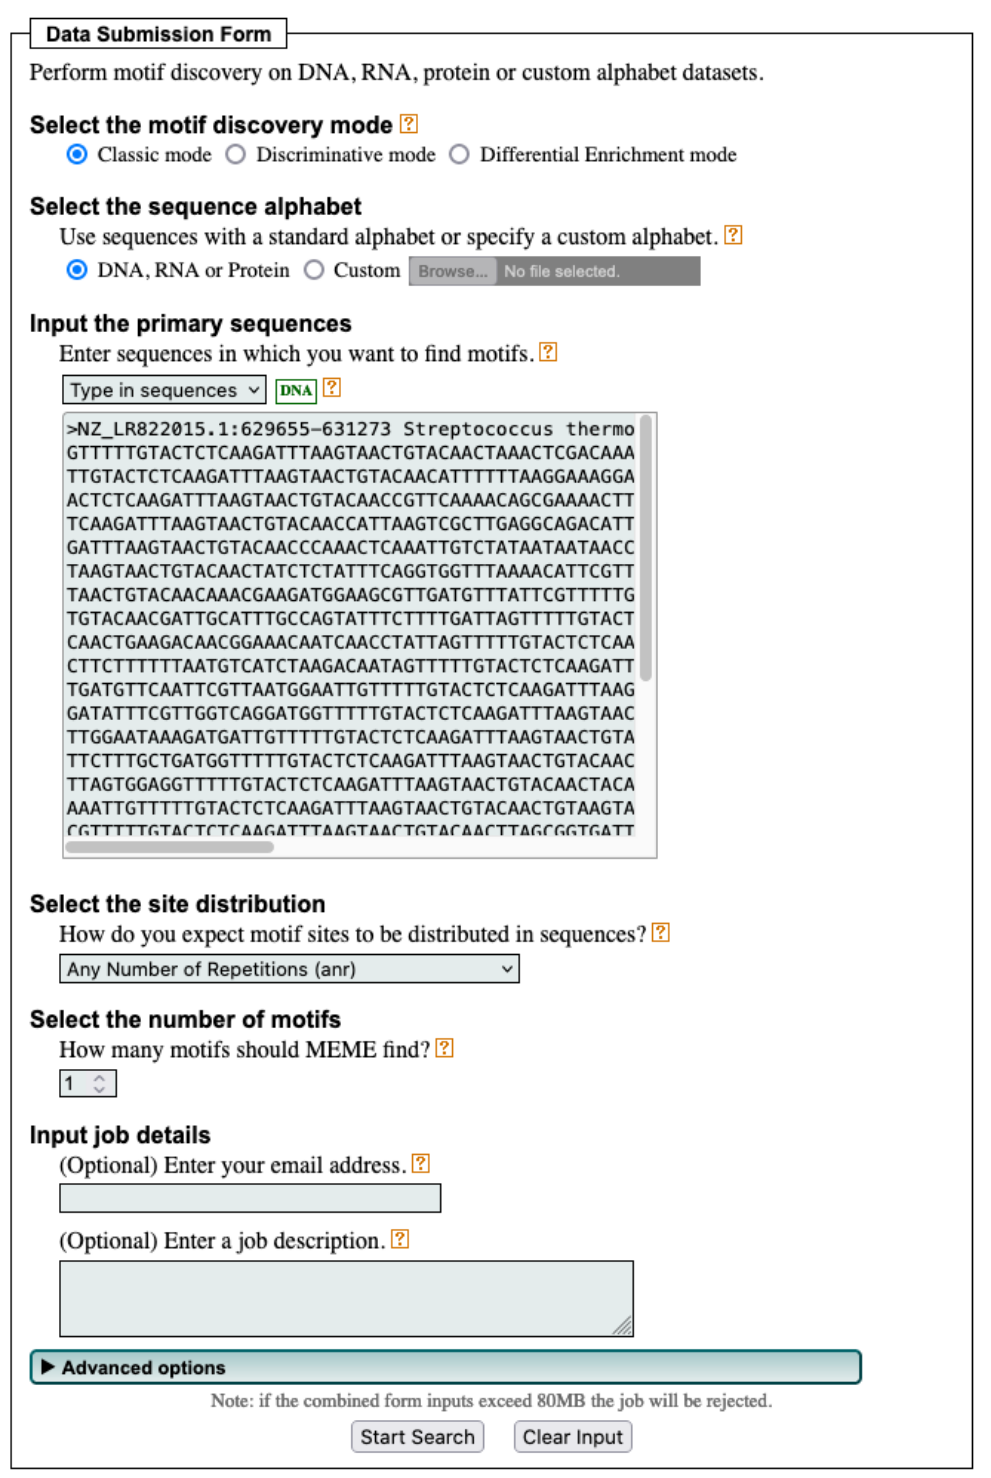 Data Submission Form
Perform motif discovery on DNA, RNA, protein or custom alphabet datasets.
Select the motif discovery mode ?
Classic mode Discriminative mode Differential Enrichment mode
Select the sequence alphabet
Use sequences with a standard alphabet or specify a custom alphabet. ?
DNA, RNA or Protein Custom Browse... No file selected.
Input the primary sequences
Enter sequences in which you want to find motifs. ?
Type in sequences DNA ?
>NZ_LR822015.1:629655-631273 Streptococcus thermo
GTTTTTGTACTCTCAAGATTTAAGTAACTGTACAACTAAACTCGACAAA
TTGTACTCTCAAGATTTAAGTAACTGTACAACATTTTTTAAGGAAAGGA
ACTCTCAAGATTTAAGTAACTGTACAACCGTTCAAAACAGCGAAAACTT
TCAAGATTTAAGTAACTGTACAACCATTAAGTCGCTTGAGGCAGACATT
GATTTAAGTAACTGTACAACCCAAACTCAAATTGTCTATAATAATAACC
TAAGTAACTGTACAACTATCTCTATTTCAGGTGGTTTAAAACATTCGTT
TAACTGTACAACAAACGAAGATGGAAGCGTTGATGTTTATTCGTTTTTG
TGTACAACGATTGCATTTGCCAGTATTTCTTTTGATTAGTTTTTGTACT
CAACTGAAGACAACGGAAACAATCAACCTATTAGTTTTTGTACTCTCAA
CTTCTTTTTTAATGTCATCTAAGACAATAGTTTTTGTACTCTCAAGATT
TGATGTTCAATTCGTTAATGGAATTGTTTTTGTACTCTCAAGATTTAAG
GATATTTCGTTGGTCAGGATGGTTTTTGTACTCTCAAGATTTAAGTAAC
TTGGAATAAAGATGATTGTTTTTGTACTCTCAAGATTTAAGTAACTGTA
TTCTTTGCTGATGGTTTTTGTACTCTCAAGATTTAAGTAACTGTACAAC
TTAGTGGAGGTTTTTGTACTCTCAAGATTTAAGTAACTGTACAACTACA
AAATTGTTTTTGTACTCTCAAGATTTAAGTAACTGTACAACTGTAAGTA
CGTTTTTGTACTCTCAAGATTTAAGTAACTGTACAACTTAGCGGTGATT
Select the site distribution
How do you expect motif sites to be distributed in sequences? ?
Any Number of Repetitions (anr)
Select the number of motifs
How many motifs should MEME find? ?
1
Input job details
(Optional) Enter your email address. ?
(Optional) Enter a job description. ?
Advanced options
Note: if the combined form inputs exceed 80MB the job will be rejected.
Start Search Clear Input